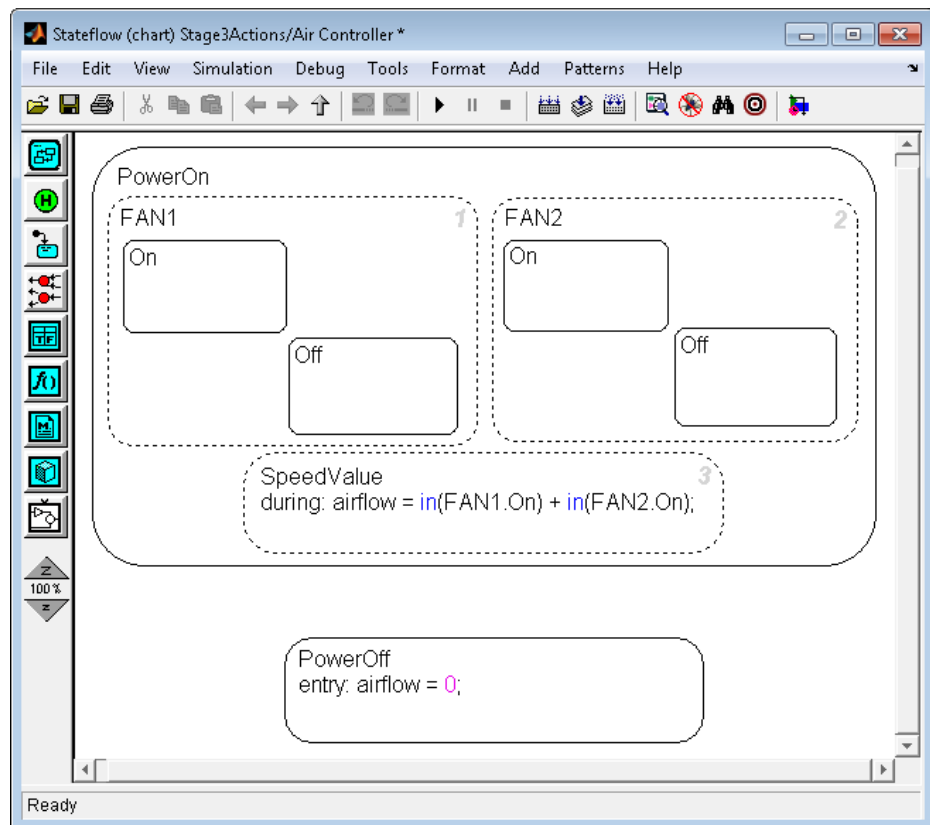 Stateflow (chart) Stage3Actions/Air Controller *
File Edit View Simulation Debug Tools Format Add Patterns Help
PowerOn
FAN1 1
FAN2 2
On
On
Off
Off
SpeedValue 3
during: airflow = in(FAN1.On) + in(FAN2.On);
PowerOff
entry: airflow = 0;
H
TF
f()
M
Z
100%
z
Ready